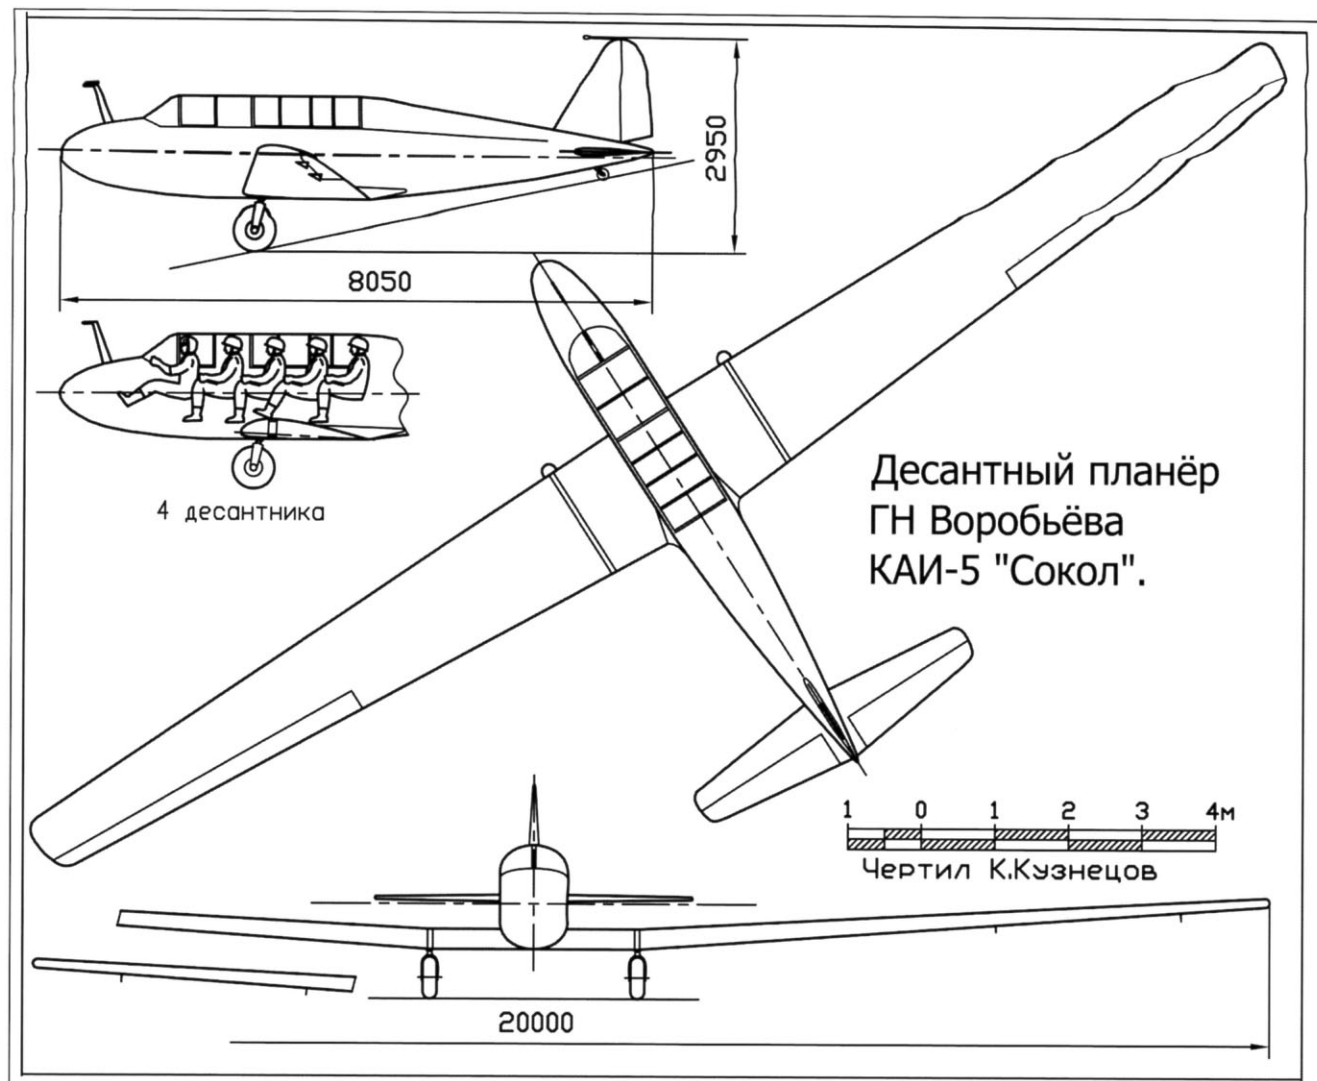 2950
8050
4 десантника
Десантный планёр
ГН Воробьёва
КАИ-5 "Сокол".
1 0 1 2 3 4м
Чертил К.Кузнецов
20000